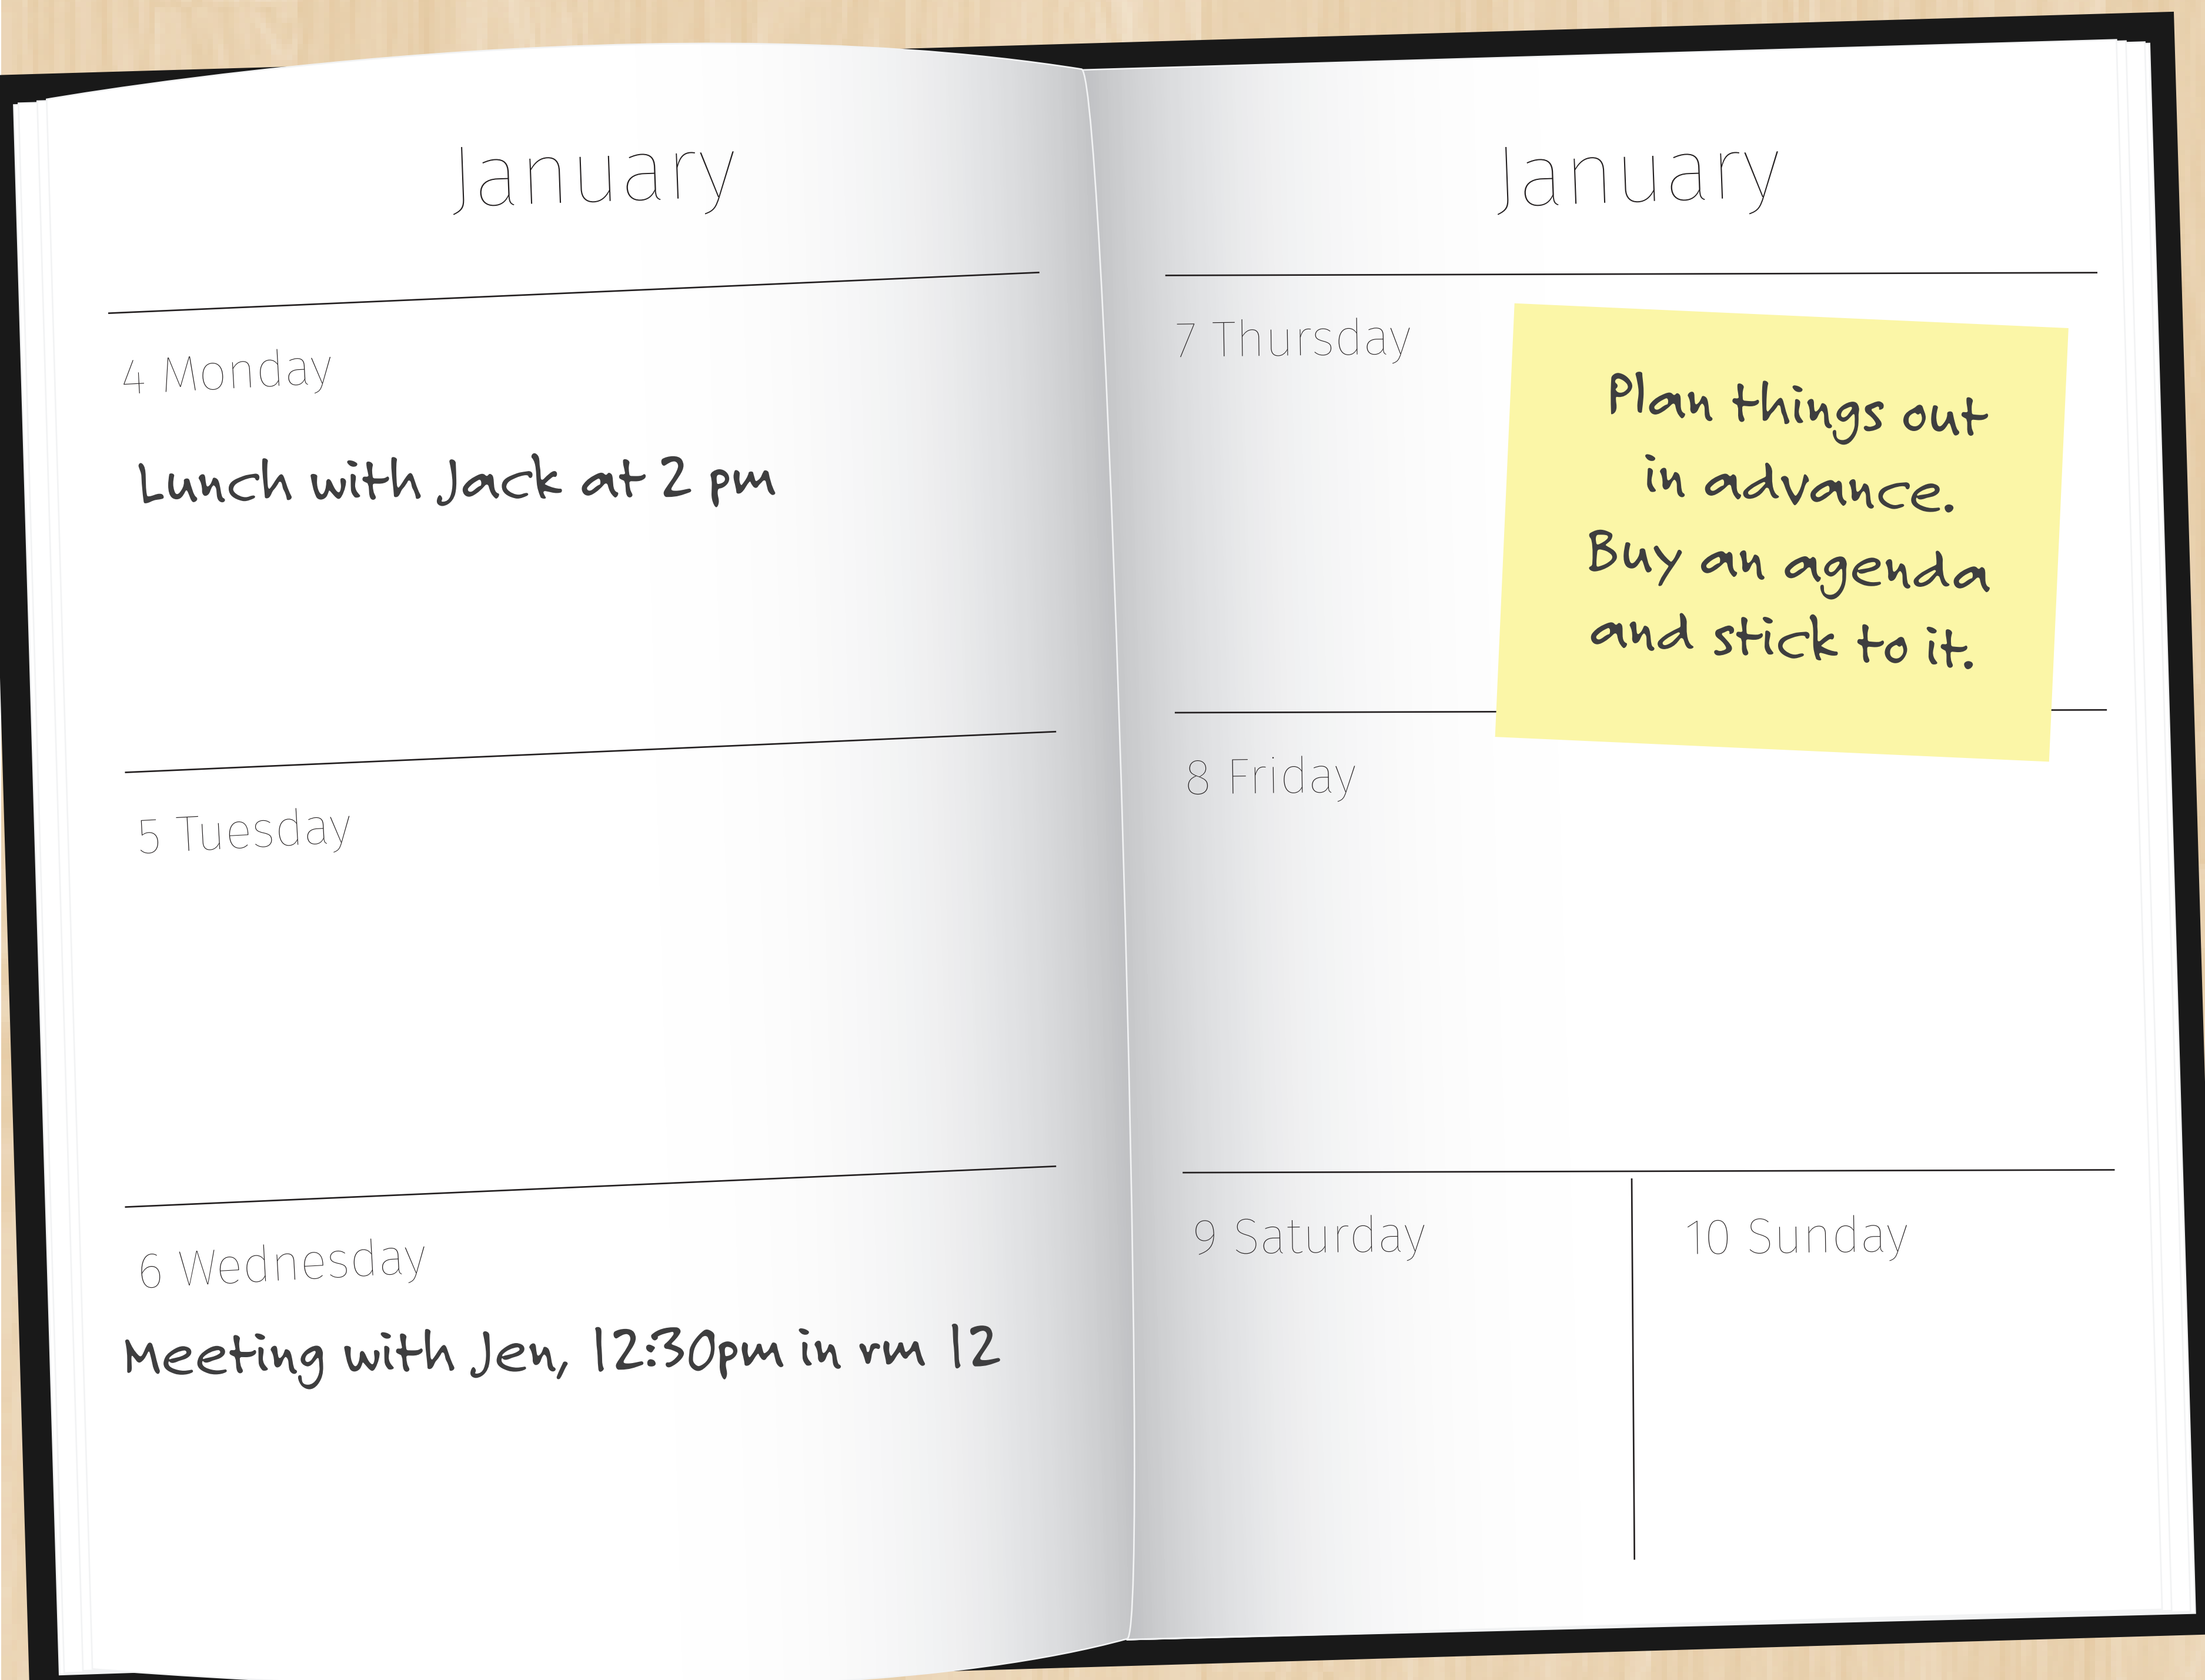 January
4 Monday
Lunch with Jack at 2 pm
5 Tuesday
6 Wednesday
Meeting with Jen, 12:30pm in rm 12
January
7 Thursday
Plan things out
in advance.
Buy an agenda
and stick to it.
8 Friday
9 Saturday
10 Sunday